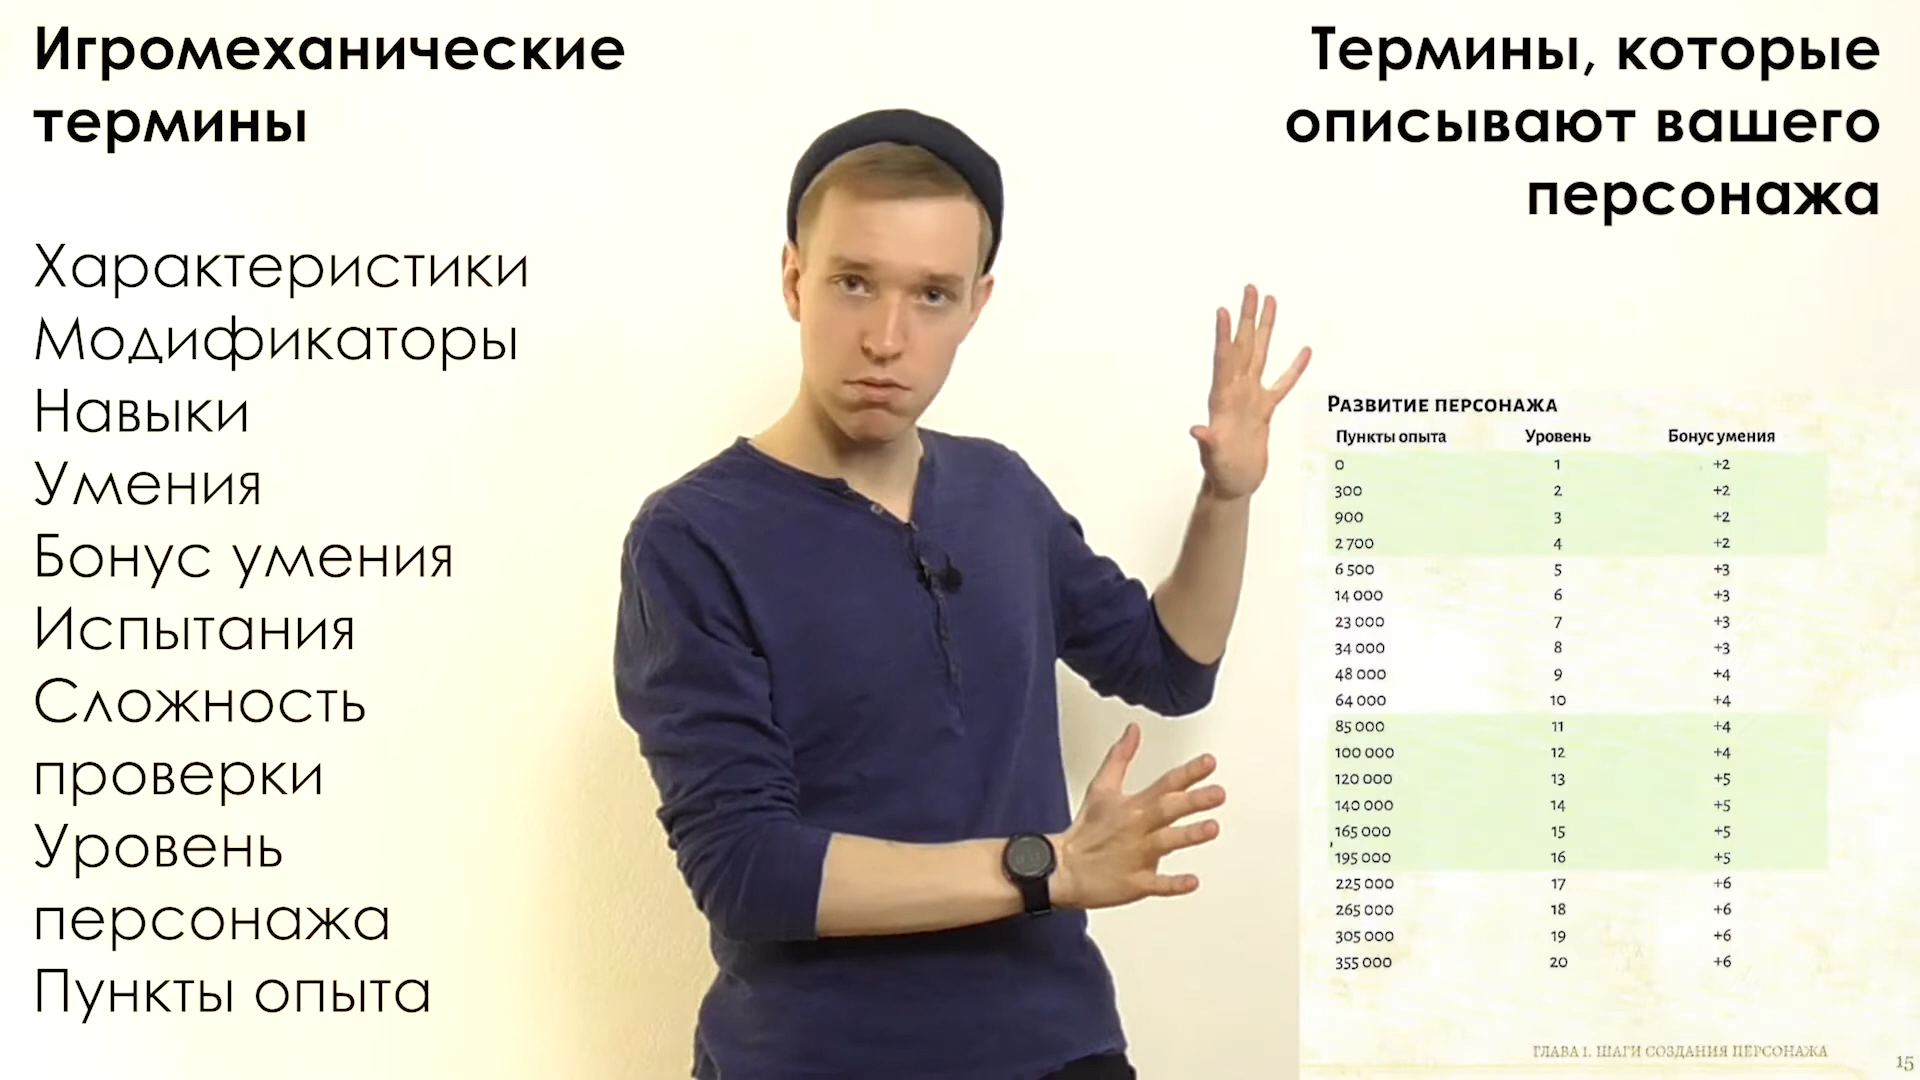 Игромеханические
термины
Характеристики
Модификаторы
Навыки
Умения
Бонус умения
Испытания
Сложность
проверки
Уровень
персонажа
Пункты опыта
Термины, которые
описывают вашего
персонажа
Развитие персонажа
Пункты опыта Уровень Бонус умения
0 1 +2
300 2 +2
900 3 +2
2 700 4 +2
6 500 5 +3
14 000 6 +3
23 000 7 +3
34 000 8 +3
48 000 9 +4
64 000 10 +4
85 000 11 +4
100 000 12 +4
120 000 13 +5
140 000 14 +5
165 000 15 +5
195 000 16 +5
225 000 17 +6
265 000 18 +6
305 000 19 +6
355 000 20 +6
ГЛАВА 1. ШАГИ СОЗДАНИЯ ПЕРСОНАЖА
15